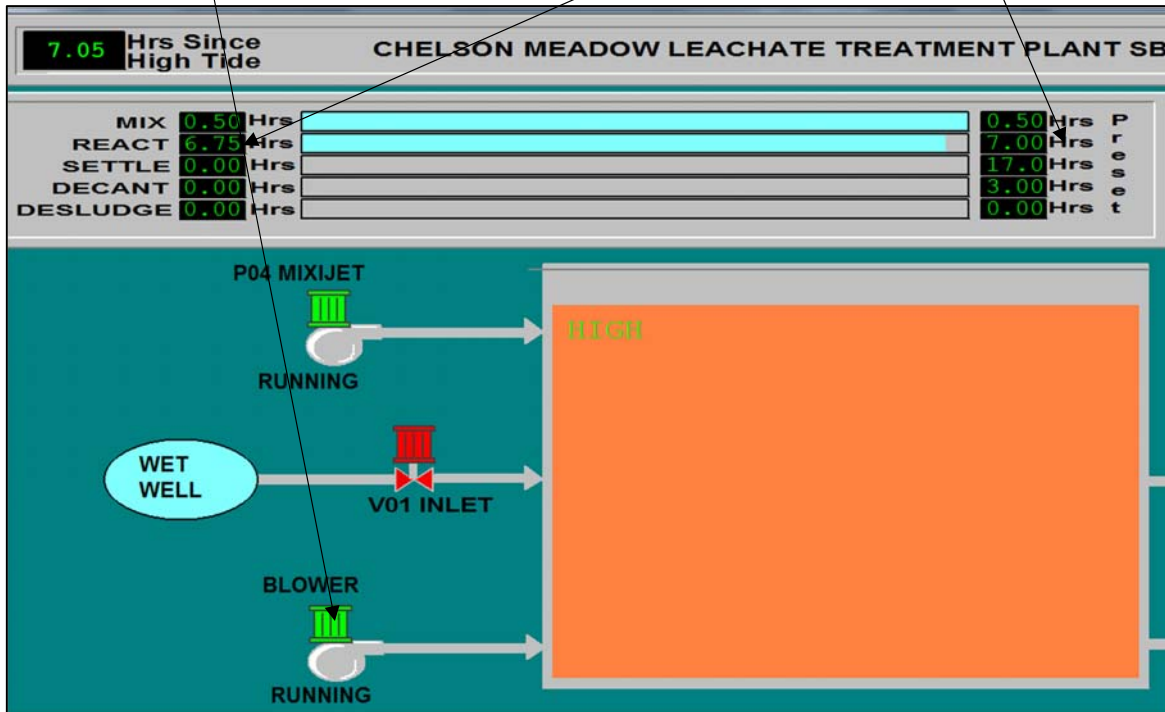 7.05 Hrs Since High Tide
CHELSON MEADOW LEACHATE TREATMENT PLANT SB
MIX 0.50 Hrs 0.50 Hrs
REACT 6.75 Hrs 7.00 Hrs
SETTLE 0.00 Hrs 17.0 Hrs
DECANT 0.00 Hrs 3.00 Hrs
DESLUDGE 0.00 Hrs 0.00 Hrs
Preset
P04 MIXIJET
RUNNING
HIGH
WET
WELL
V01 INLET
BLOWER
RUNNING